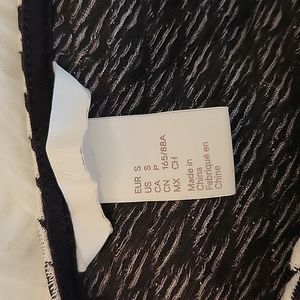 EUR S
US S
CA P
CN 165/88A
MX CH
Made in
China
Fabriqué en
Chine